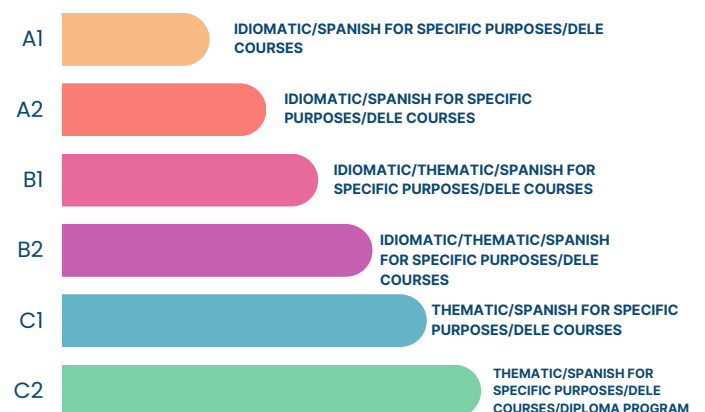 A1
IDIOMATIC/SPANISH FOR SPECIFIC PURPOSES/DELE
COURSES
A2
IDIOMATIC/SPANISH FOR SPECIFIC
PURPOSES/DELE COURSES
B1
IDIOMATIC/THEMATIC/SPANISH FOR
SPECIFIC PURPOSES/DELE COURSES
B2
IDIOMATIC/THEMATIC/SPANISH
FOR SPECIFIC PURPOSES/DELE
COURSES
C1
THEMATIC/SPANISH FOR SPECIFIC
PURPOSES/DELE COURSES
C2
THEMATIC/SPANISH FOR
SPECIFIC PURPOSES/DELE
COURSES/DIPLOMA PROGRAM